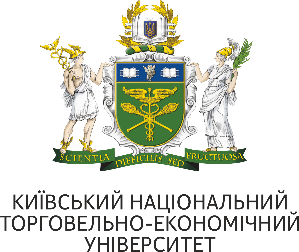 SCIENTIA DIFFICILIS SED FRUCTUOSA
КИЇВСЬКИЙ НАЦІОНАЛЬНИЙ
ТОРГОВЕЛЬНО-ЕКОНОМІЧНИЙ
УНІВЕРСИТЕТ